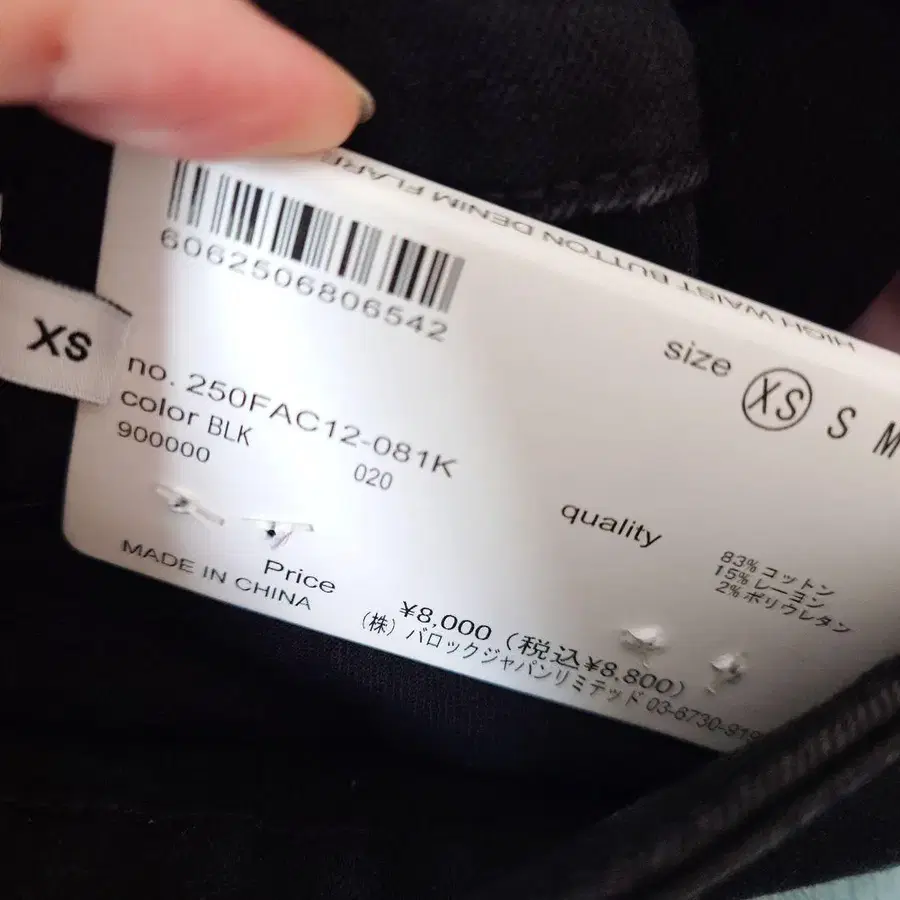 XS
HIGH WAIST BUTTON DENIM FLARE
6062506806542
no. 250FAC12-081K
color BLK
900000 020
size XS S M
quality
83% コットン
15% レーヨン
2% ポリウレタン
MADE IN CHINA
Price
¥8,000 (税込¥8,800)
(株) バロックジャパンリミテッド 03-6730-919